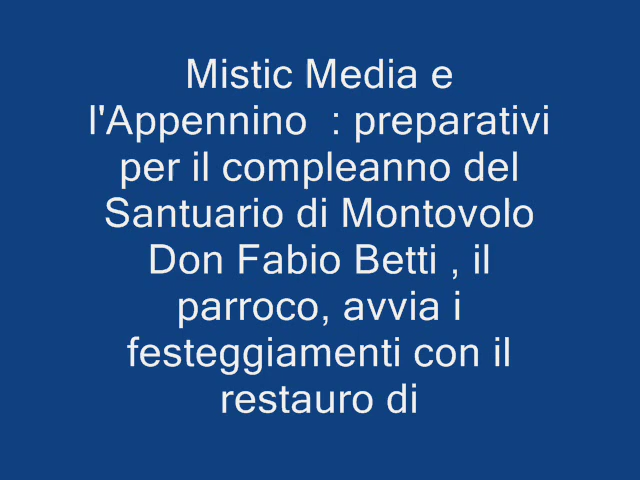 Mistic Media e
l'Appennino  : preparativi
per il compleanno del
Santuario di Montovolo
Don Fabio Betti , il
parroco, avvia i
festeggiamenti con il
restauro di